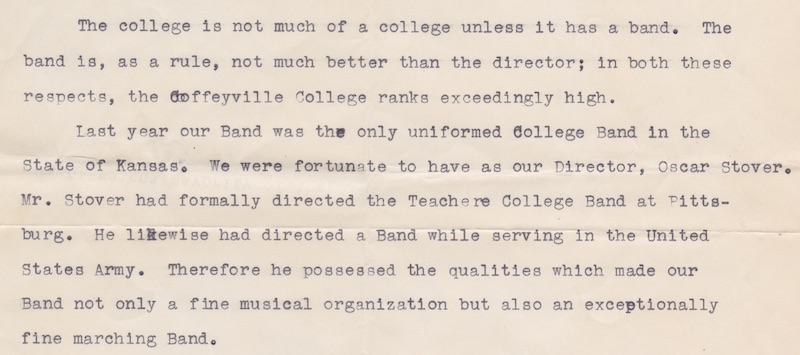 The college is not much of a college unless it has a band. The
band is, as a rule, not much better than the director; in both these
respects, the Coffeyville College ranks exceedingly high.
Last year our Band was the only uniformed College Band in the
State of Kansas. We were fortunate to have as our Director, Oscar Stover.
Mr. Stover had formally directed the Teachere College Band at Pitts-
burg. He likewise had directed a Band while serving in the United
States Army. Therefore he possessed the qualities which made our
Band not only a fine musical organization but also an exceptionally
fine marching Band.